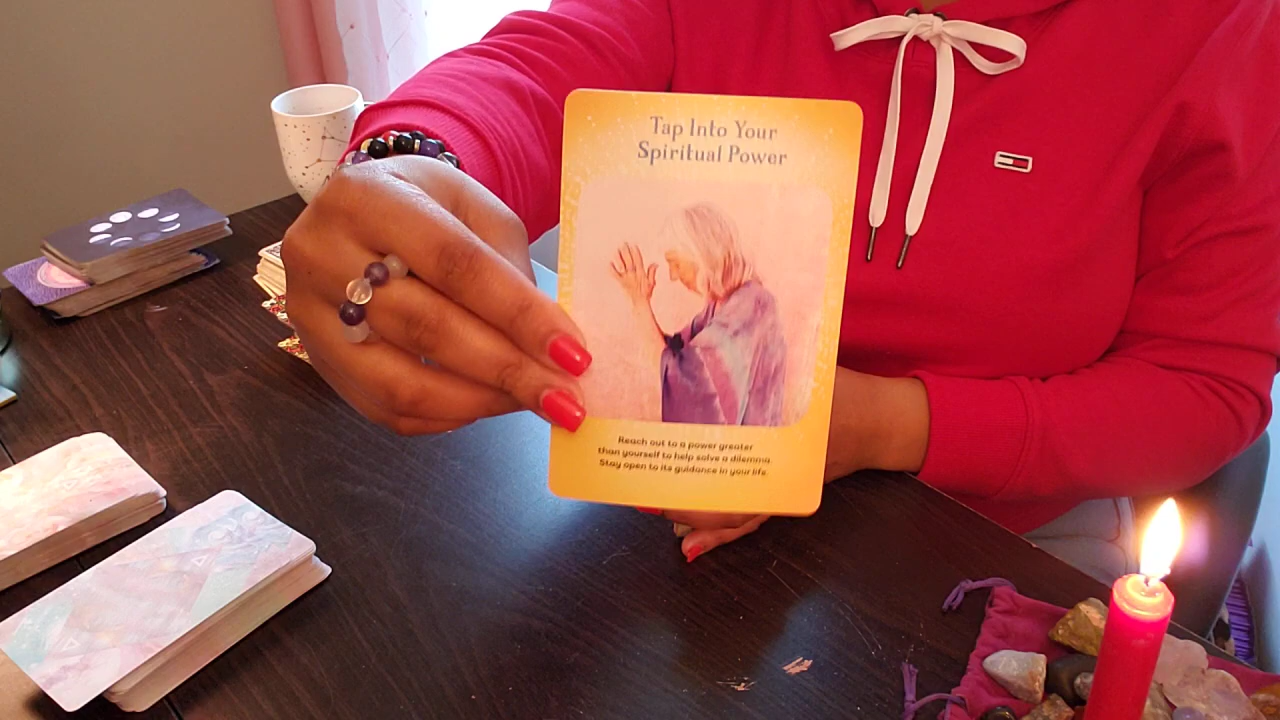 Tap Into Your
Spiritual Power
Reach out to a power greater
than yourself to help solve a dilemma.
Stay open to its guidance in your life.